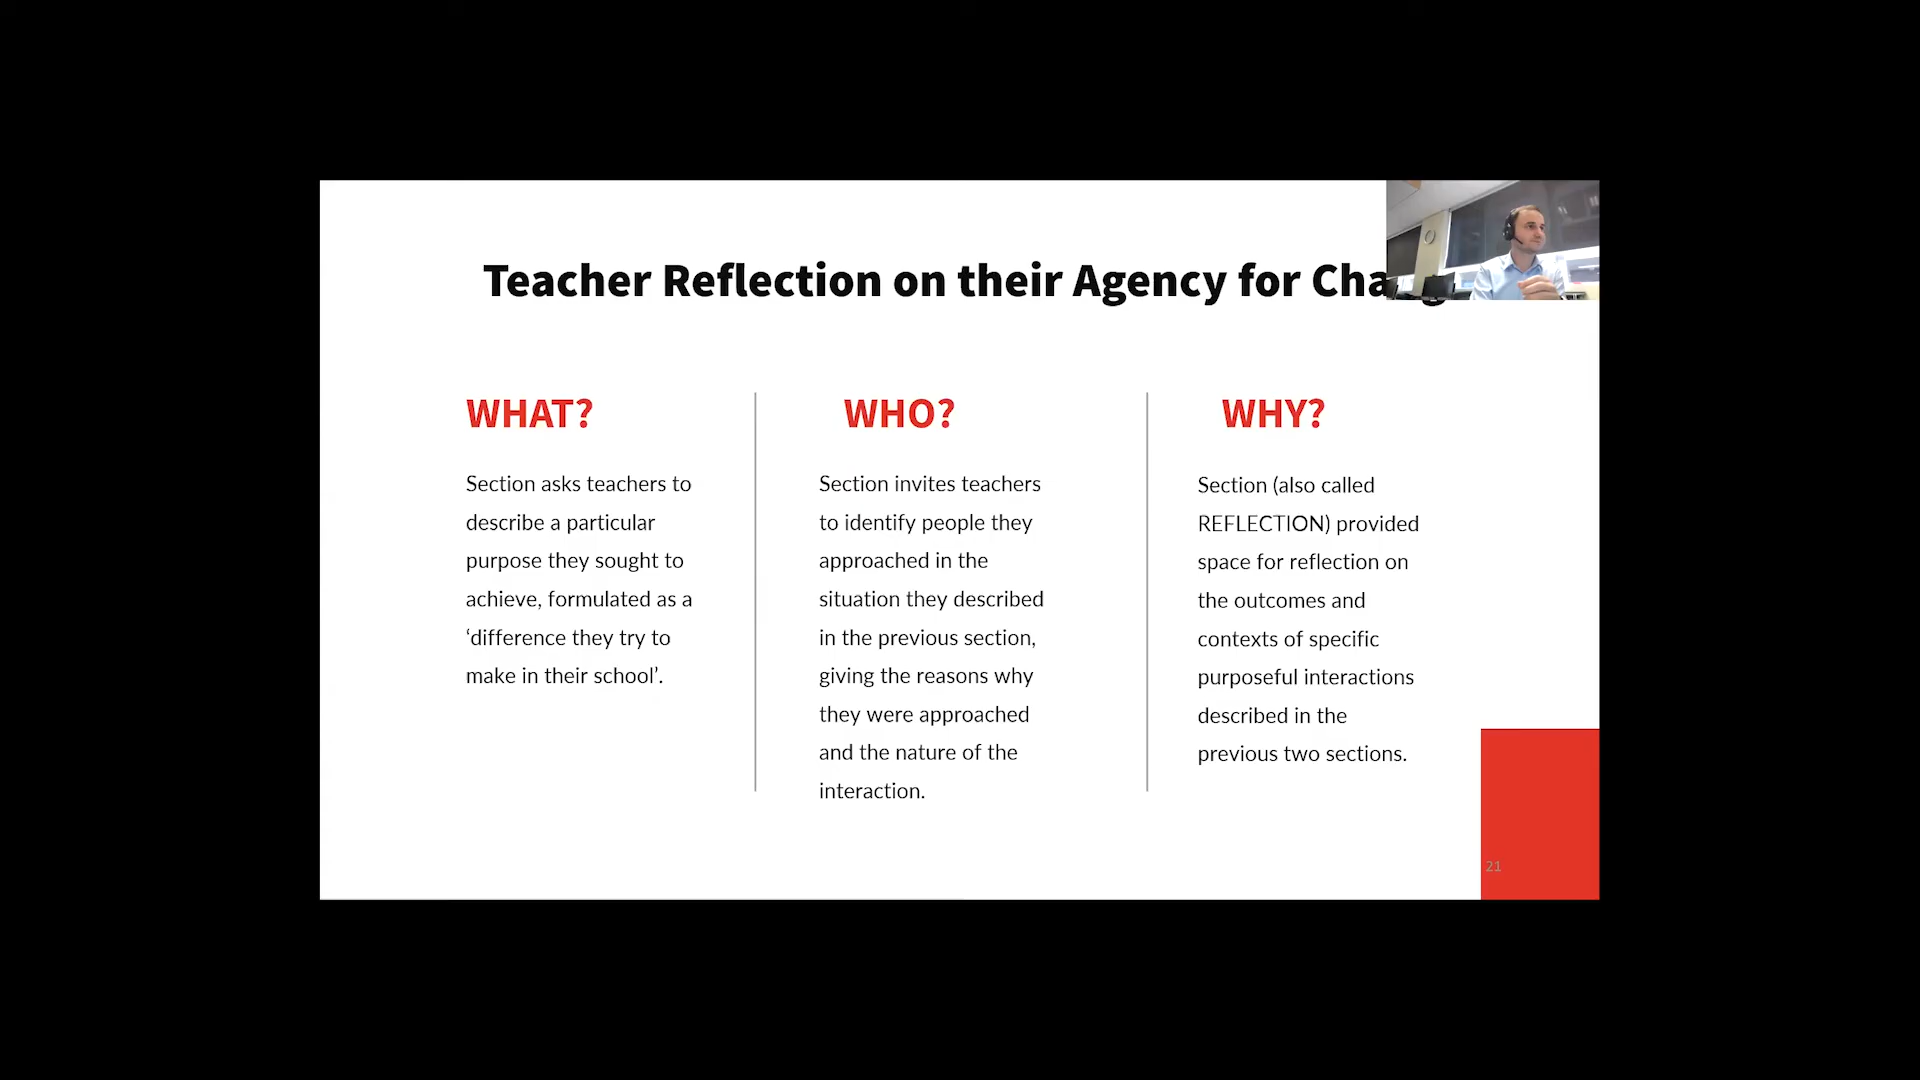 Teacher Reflection on their Agency for
WHAT?
Section asks teachers to
describe a particular
purpose they sought to
achieve, formulated as a
‘difference they try to
make in their school’.
WHO?
Section invites teachers
to identify people they
approached in the
situation they described
in the previous section,
giving the reasons why
they were approached
and the nature of the
interaction.
WHY?
Section (also called
REFLECTION) provided
space for reflection on
the outcomes and
contexts of specific
purposeful interactions
described in the
previous two sections.
21